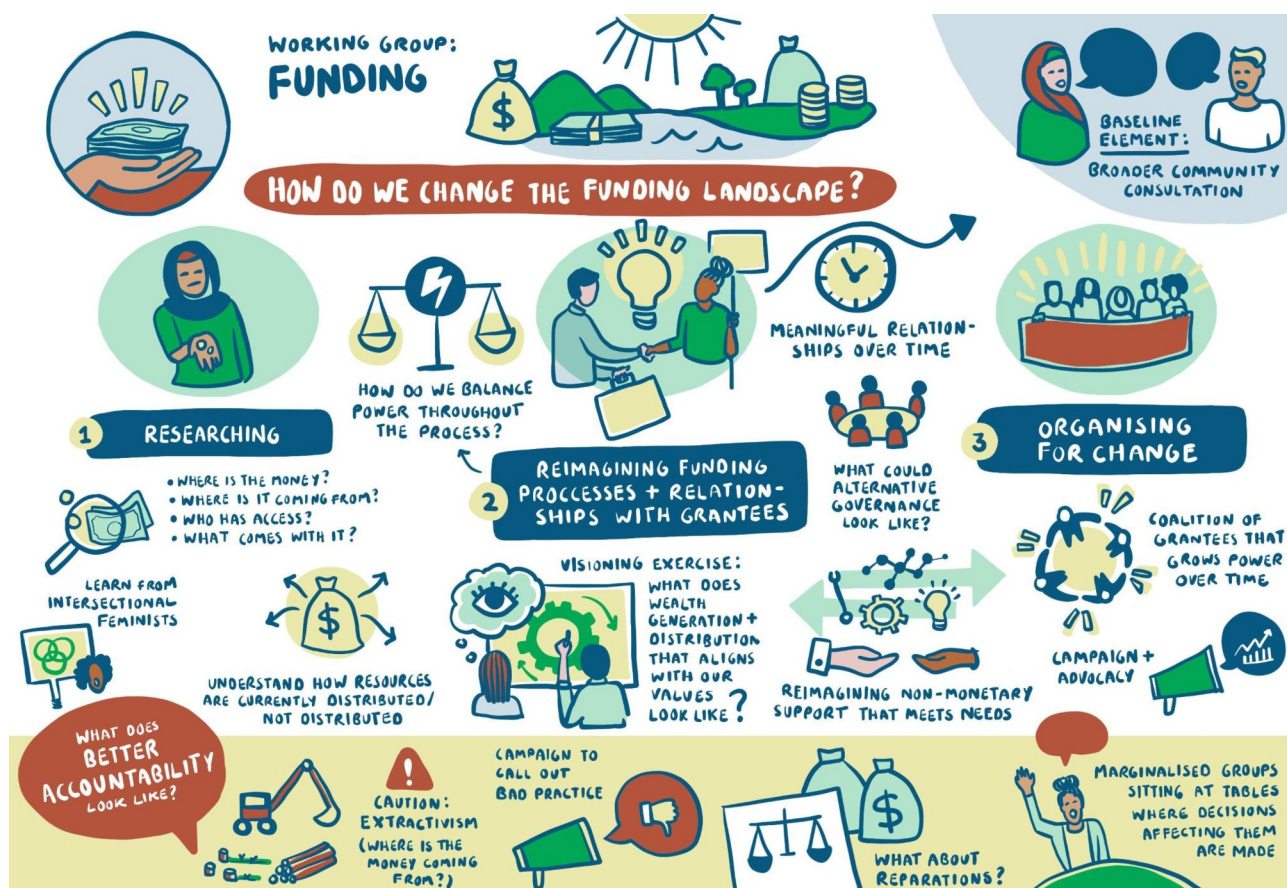 WORKING GROUP:
FUNDING
BASELINE
ELEMENT:
BROADER COMMUNITY
CONSULTATION
$
HOW DO WE CHANGE THE FUNDING LANDSCAPE?
1 RESEARCHING
• WHERE IS THE MONEY?
• WHERE IS IT COMING FROM?
• WHO HAS ACCESS?
• WHAT COMES WITH IT?
LEARN FROM
INTERSECTIONAL
FEMINISTS
$
UNDERSTAND HOW RESOURCES
ARE CURRENTLY DISTRIBUTED/
NOT DISTRIBUTED
HOW DO WE BALANCE
POWER THROUGHOUT
THE PROCESS?
2
REIMAGINING FUNDING
PROCCESSES + RELATION-
SHIPS WITH GRANTEES
VISIONING EXERCISE:
WHAT DOES
WEALTH
GENERATION +
DISTRIBUTION
THAT ALIGNS
WITH OUR
VALUES
LOOK LIKE?
MEANINGFUL RELATION-
SHIPS OVER TIME
WHAT COULD
ALTERNATIVE
GOVERNANCE
LOOK LIKE?
REIMAGINING NON-MONETARY
SUPPORT THAT MEETS NEEDS
3
ORGANISING
FOR CHANGE
COALITION OF
GRANTEES THAT
GROWS POWER
OVER TIME
CAMPAIGN +
ADVOCACY
WHAT DOES
BETTER
ACCOUNTABILITY
LOOK LIKE?
!
CAUTION:
EXTRACTIVISM
(WHERE IS THE
MONEY COMING
FROM?)
CAMPAIGN TO
CALL OUT
BAD PRACTICE
$
WHAT ABOUT
REPARATIONS?
MARGINALISED GROUPS
SITTING AT TABLES
WHERE DECISIONS
AFFECTING THEM
ARE MADE